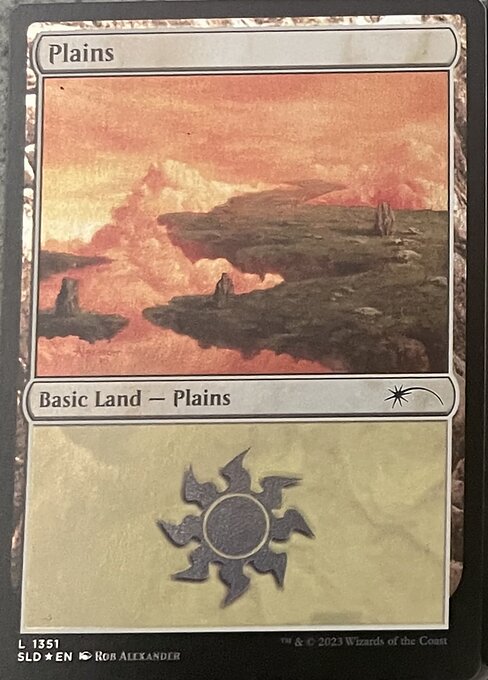 Plains
Basic Land — Plains
L 1351
SLD★EN Rob Alexander
™ & © 2023 Wizards of the Coast